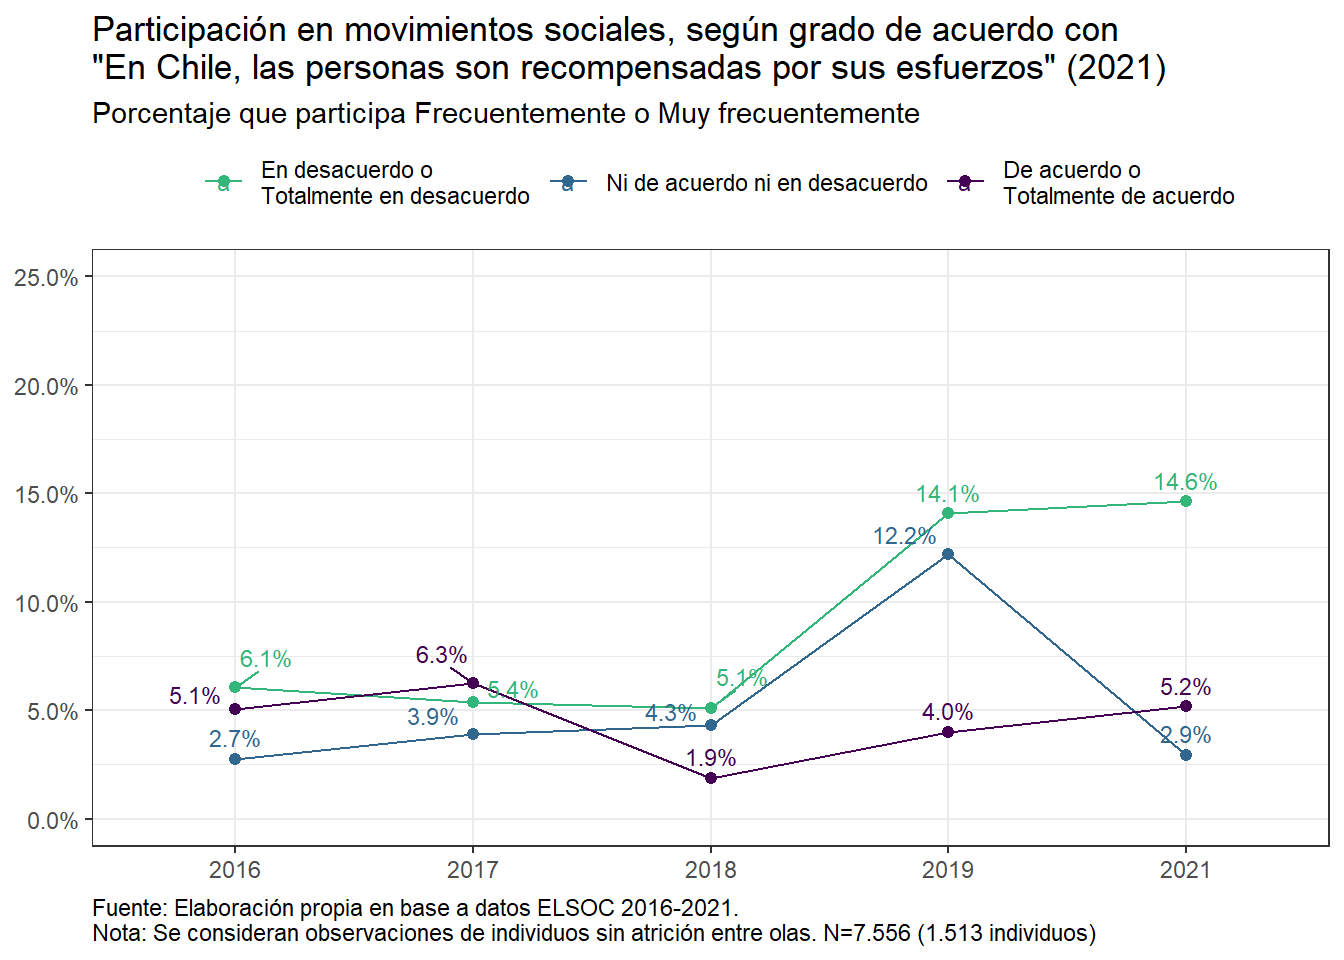 Participación en movimientos sociales, según grado de acuerdo con
"En Chile, las personas son recompensadas por sus esfuerzos" (2021)
Porcentaje que participa Frecuentemente o Muy frecuentemente
a En desacuerdo o
Totalmente en desacuerdo
a Ni de acuerdo ni en desacuerdo
a De acuerdo o
Totalmente de acuerdo
25.0%
20.0%
15.0%
10.0%
5.0%
0.0%
6.1%
5.4%
5.1%
14.1%
14.6%
2.7%
3.9%
4.3%
12.2%
2.9%
5.1%
6.3%
1.9%
4.0%
5.2%
2016
2017
2018
2019
2021
Fuente: Elaboración propia en base a datos ELSOC 2016-2021.
Nota: Se consideran observaciones de individuos sin atrición entre olas. N=7.556 (1.513 individuos)